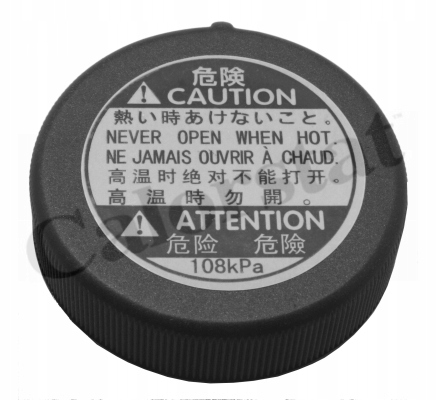 危険
⚠ CAUTION
熱い時あけないこと。
NEVER OPEN WHEN HOT.
NE JAMAIS OUVRIR À CHAUD.
高温时绝对不能打开。
高温時勿開。
⚠ ATTENTION
危险 危險
108kPa
Calorstat